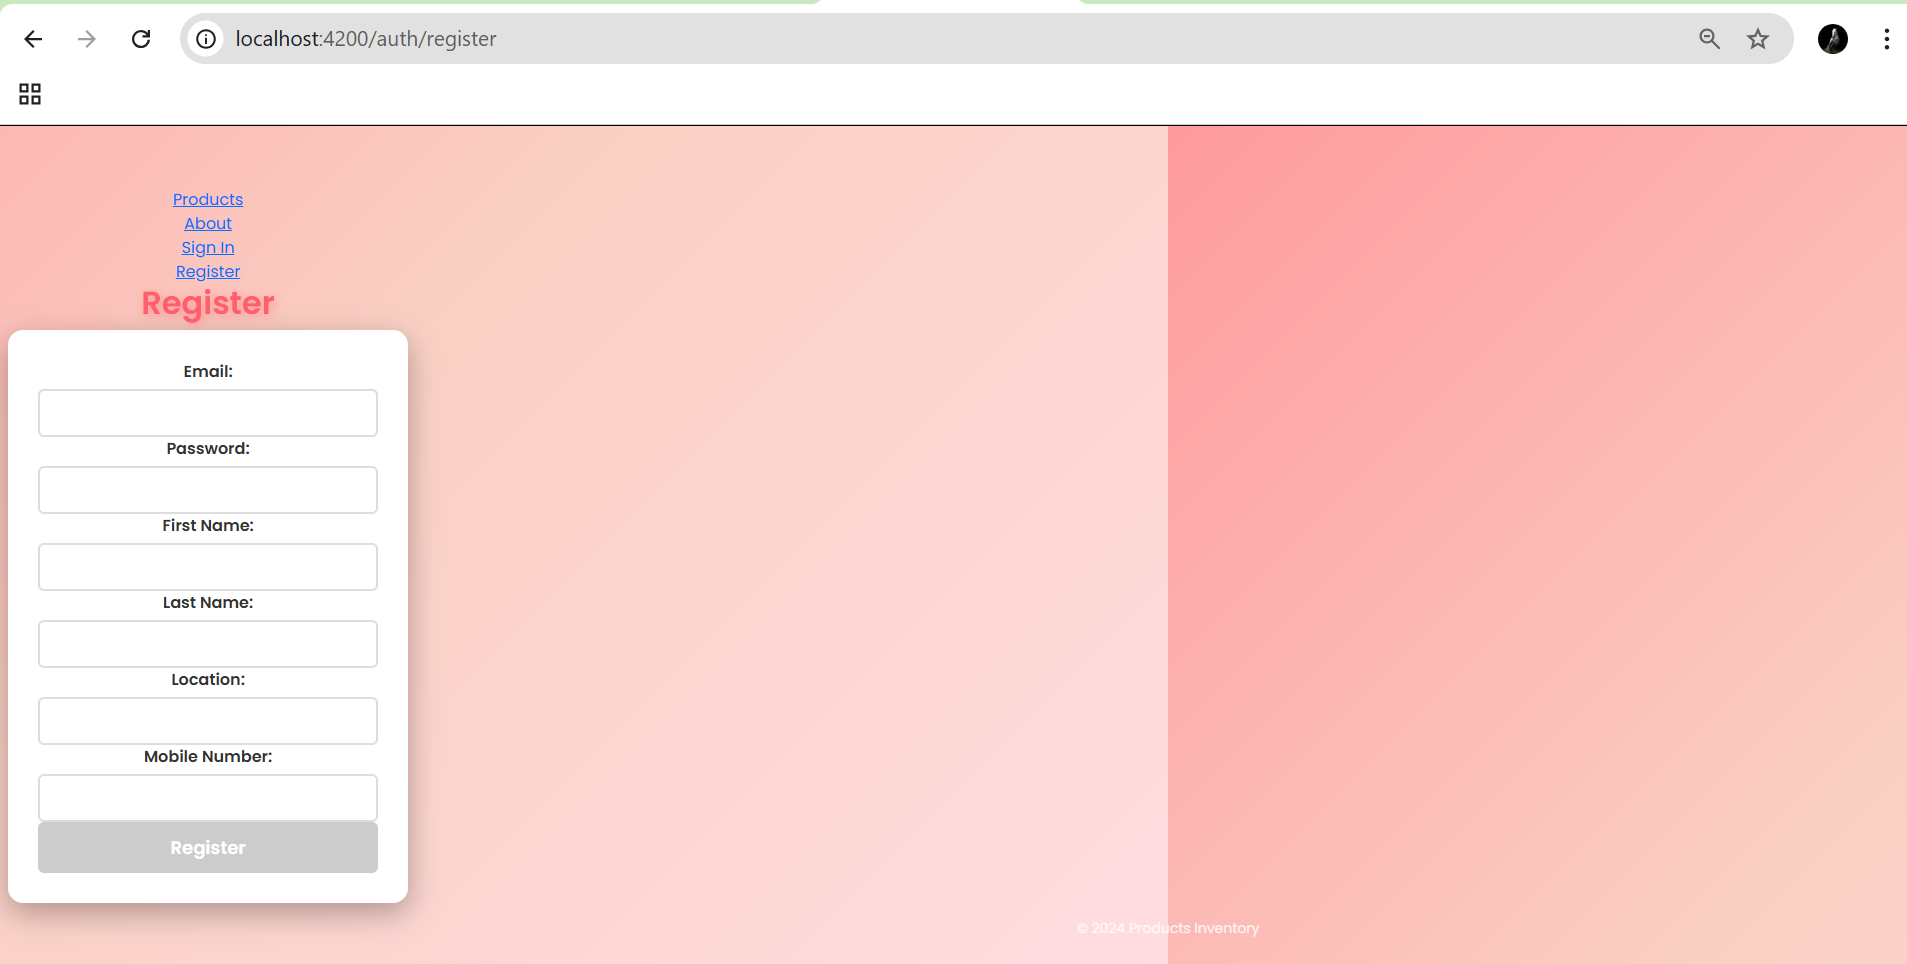 localhost:4200/auth/register
Products
About
Sign In
Register
Register
Email:
Password:
First Name:
Last Name:
Location:
Mobile Number:
Register
© 2024 Products Inventory